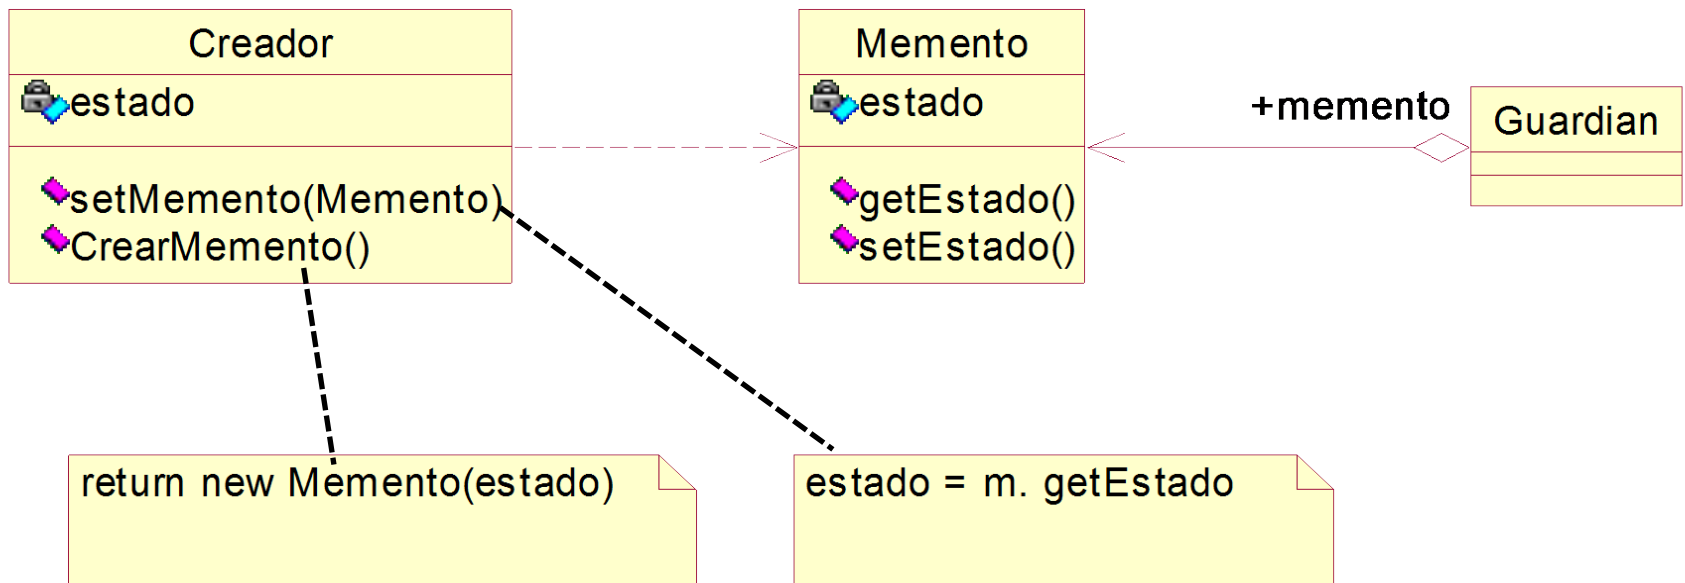 Creador
estado
setMemento(Memento)
CrearMemento()
Memento
estado
getEstado()
setEstado()
+memento
Guardian
return new Memento(estado)
estado = m. getEstado